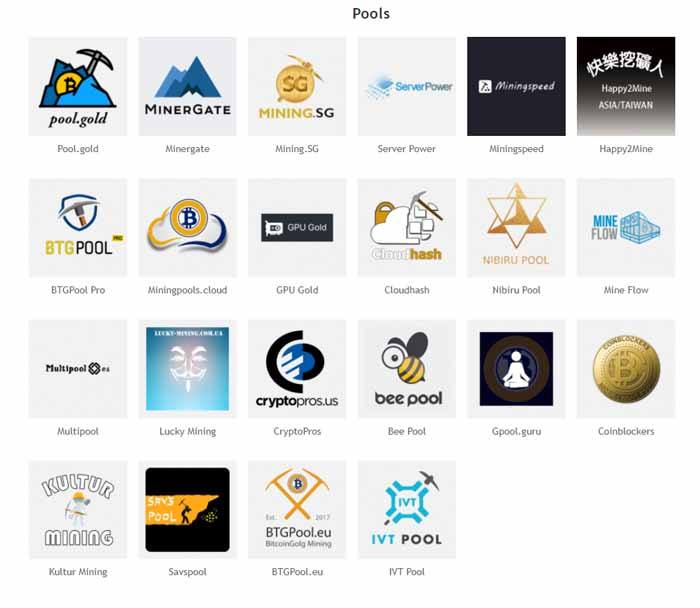 Pools
pool.gold
MINERGATE
SG
MINING.SG
ServerPower
Miningspeed
快樂挖礦人
Happy2Mine
ASIA/TAIWAN
Pool.gold
Minergate
Mining.SG
Server Power
Miningspeed
Happy2Mine
BTGPOOL PRO
GPU Gold
Cloudhash
NIBIRU POOL
MINE
FLOW
BTGPool Pro
Miningpools.cloud
GPU Gold
Cloudhash
Nibiru Pool
Mine Flow
Multipool.es
LUCKY-MINING.COM.UA
cryptopros.us
bee pool
COINBLOCKERS
Multipool
Lucky Mining
CryptoPros
Bee Pool
Gpool.guru
Coinblockers
KULTUR
MINING
SAVS
POOL
Est. 2017
BTGPool.eu
BitcoinGolg Mining
IVT
IVT POOL
Kultur Mining
Savspool
BTGPool.eu
IVT Pool